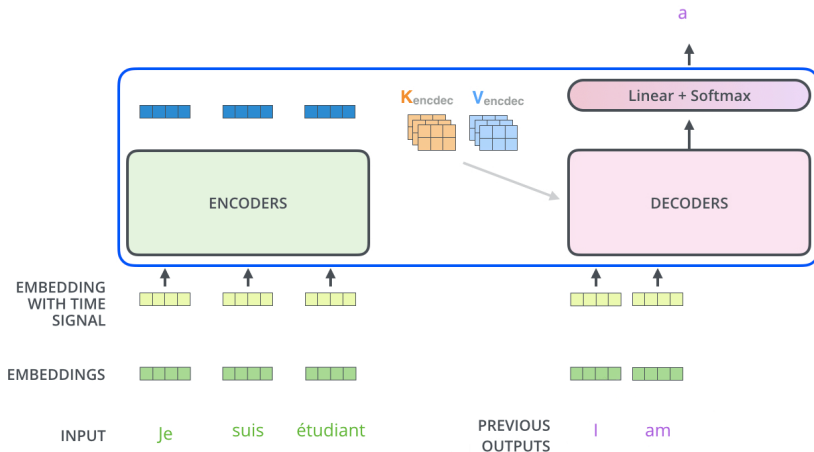 a
Kencdec
Vencdec
Linear + Softmax
ENCODERS
DECODERS
EMBEDDING
WITH TIME
SIGNAL
EMBEDDINGS
INPUT
Je
suis
étudiant
PREVIOUS
OUTPUTS
I
am